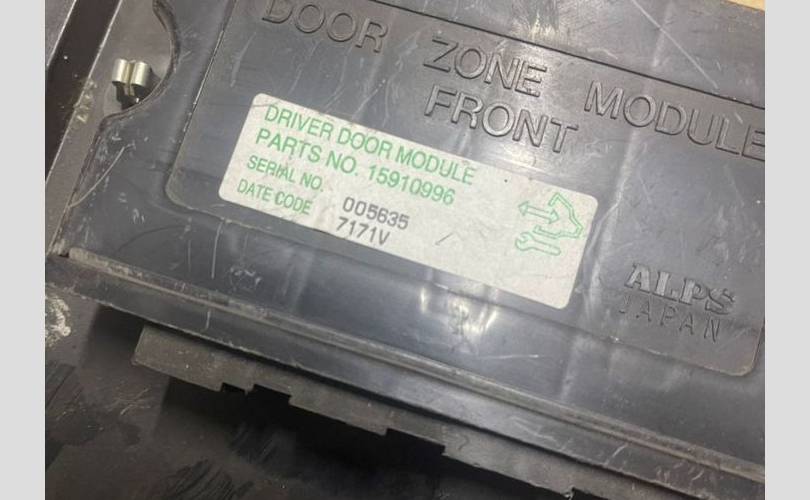 DOOR ZONE MODULE
FRONT
DRIVER DOOR MODULE
PARTS NO. 15910996
SERIAL NO. 005635
DATE CODE 7171V
ALPS
JAPAN